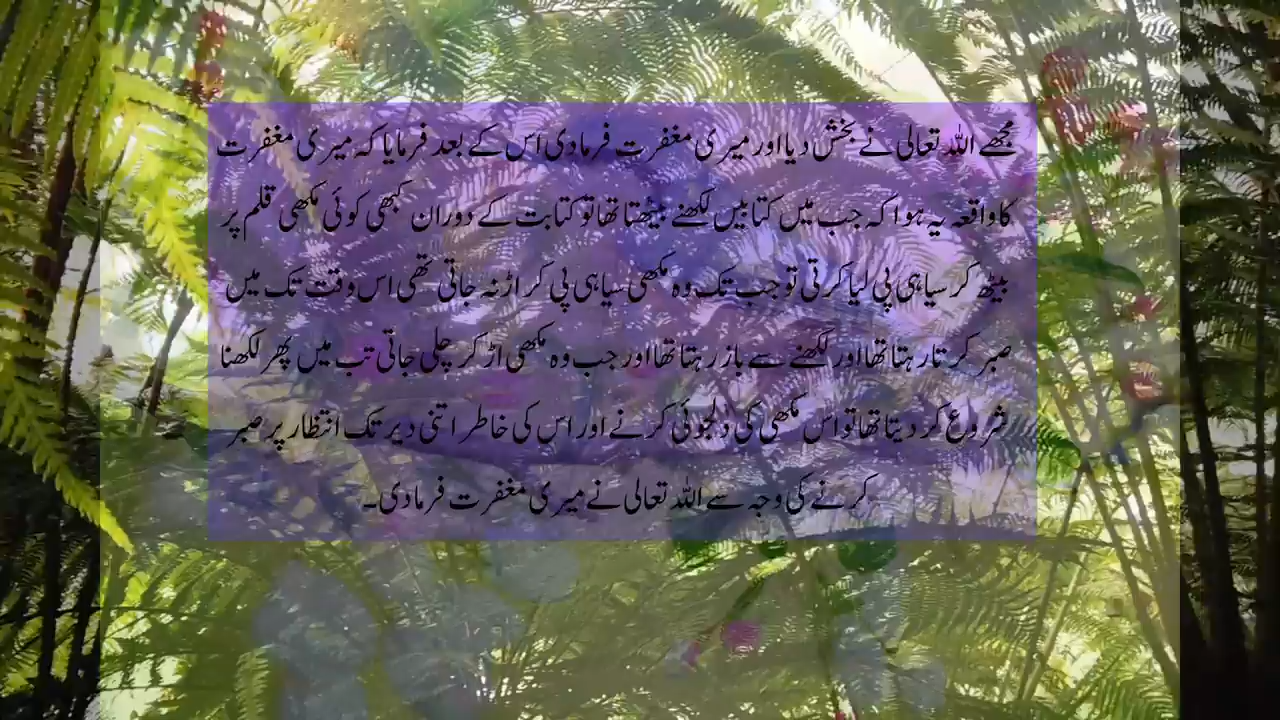 مجھے اللہ تعالی نے بخش دیا اور میری مغفرت فرمادی اس کے بعد فرمایا کہ میری مغفرت
کا واقعہ یہ ہوا کہ جب میں کتابیں لکھنے بیٹھتا تھا تو کتابت کے دوران کبھی کوئی مکھی قلم پر
بیٹھ کر سیاہی پی لیا کرتی تو جب تک وہ مکھی سیاہی پی کر اڑ نہ جاتی تھی اس وقت تک میں
صبر کرتا رہتا تھا اور لکھنے سے باز رہتا تھا اور جب وہ مکھی اڑ کر چلی جاتی تب میں پھر لکھنا
شروع کر دیتا تھا تو اس مکھی کی دلجوئی کرنے اور اس کی خاطر اتنی دیر تک انتظار پر صبر
کرنے کی وجہ سے اللہ تعالی نے میری مغفرت فرمادی۔